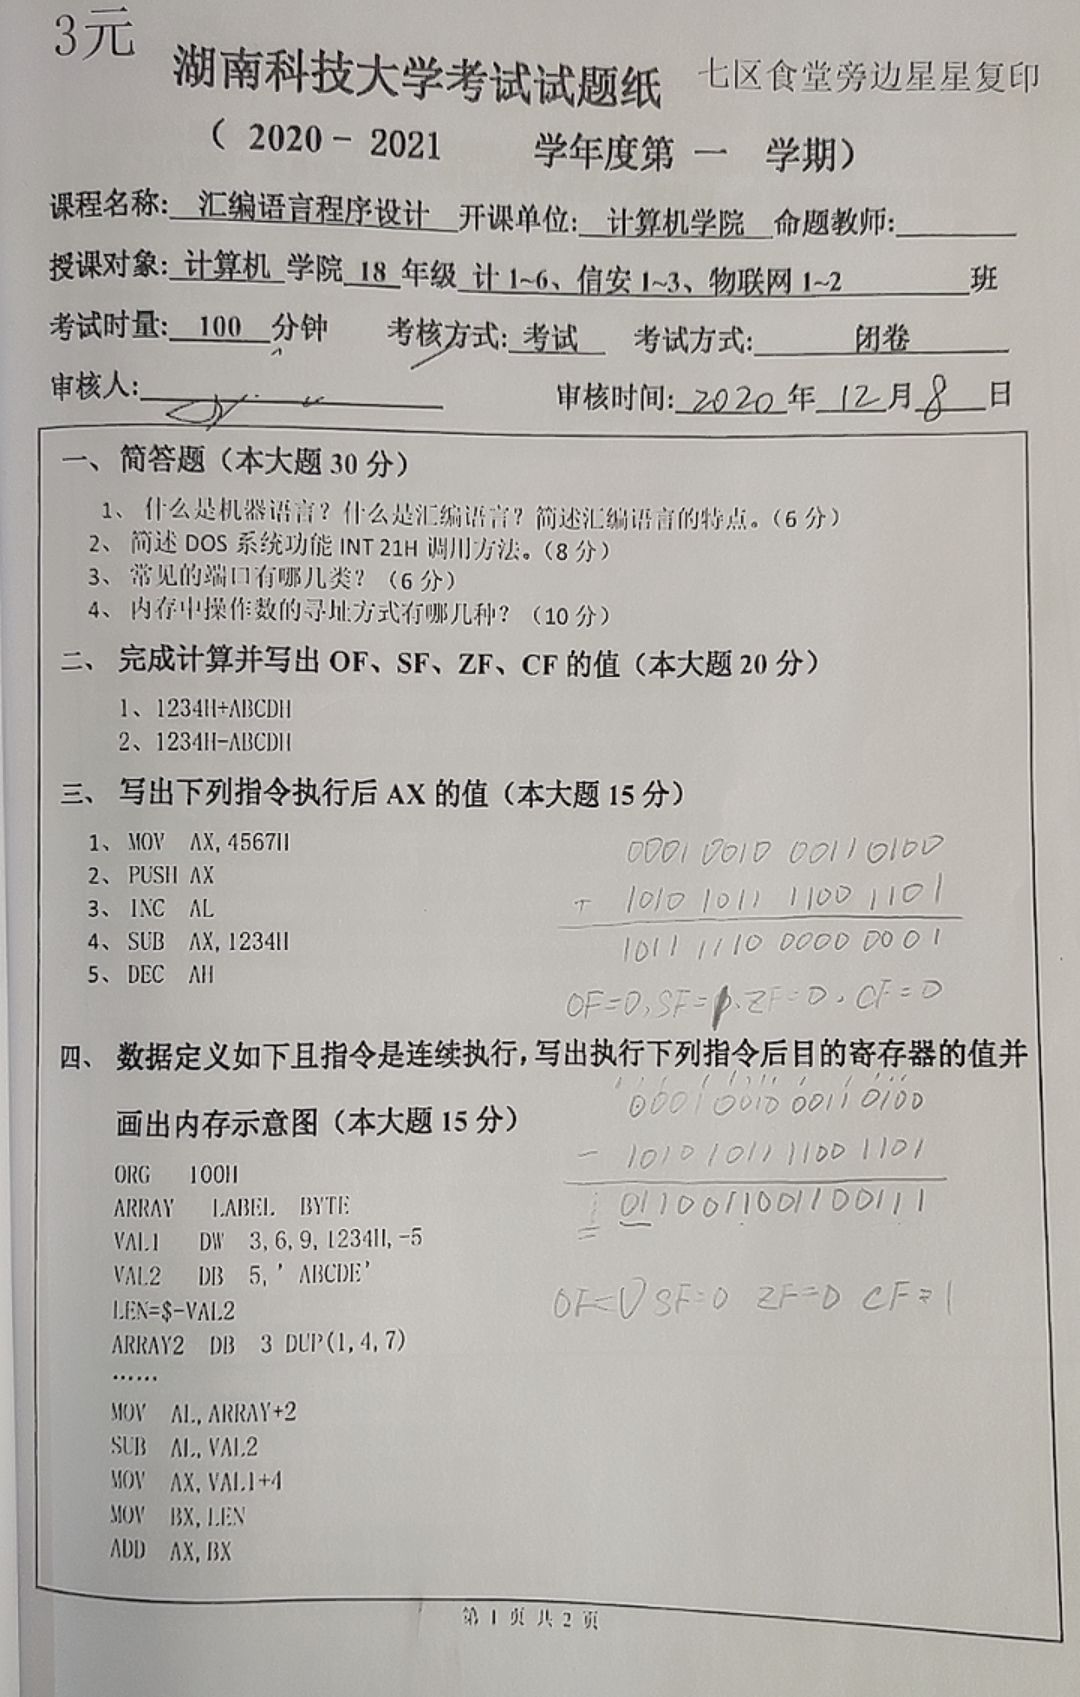 3元
湖南科技大学考试试题纸 七区食堂旁边星星复印
( 2020 - 2021 学年度第 一 学期)
课程名称: 汇编语言程序设计 开课单位: 计算机学院 命题教师:
授课对象: 计算机 学院 18 年级 计 1~6、信安 1~3、物联网 1~2 班
考试时量: 100 分钟 考核方式: 考试 考试方式: 闭卷
审核人: 审核时间: 2020 年 12 月 8 日
一、简答题（本大题 30 分）
1、 什么是机器语言？什么是汇编语言？简述汇编语言的特点。（6 分）
2、 简述 DOS 系统功能 INT 21H 调用方法。（8 分）
3、 常见的端口有哪几类？（6 分）
4、 内存中操作数的寻址方式有哪几种？（10 分）
二、 完成计算并写出 OF、SF、ZF、CF 的值（本大题 20 分）
1、1234H+ABCDH
2、1234H-ABCDH
三、 写出下列指令执行后 AX 的值（本大题 15 分）
1、 MOV AX, 4567H
2、 PUSH AX
3、 INC AL
4、 SUB AX, 1234H
5、 DEC AH
0001 0010 0011 0100
+ 1010 1011 1100 1101
1011 1110 0000 0001
OF=0, SF=1, ZF=0, CF=0
四、 数据定义如下且指令是连续执行，写出执行下列指令后目的寄存器的值并
画出内存示意图（本大题 15 分）
0001 0010 0011 0100
- 1010 1011 1100 1101
0110011001100111
OF=0 SF=0 ZF=0 CF=1
ORG 100H
ARRAY LABEL BYTE
VAL1 DW 3, 6, 9, 1234H, -5
VAL2 DB 5, ' ABCDE'
LEN=$-VAL2
ARRAY2 DB 3 DUP(1, 4, 7)
……
MOV AL, ARRAY+2
SUB AL, VAL2
MOV AX, VAL1+4
MOV BX, LEN
ADD AX, BX
第 1 页 共 2 页